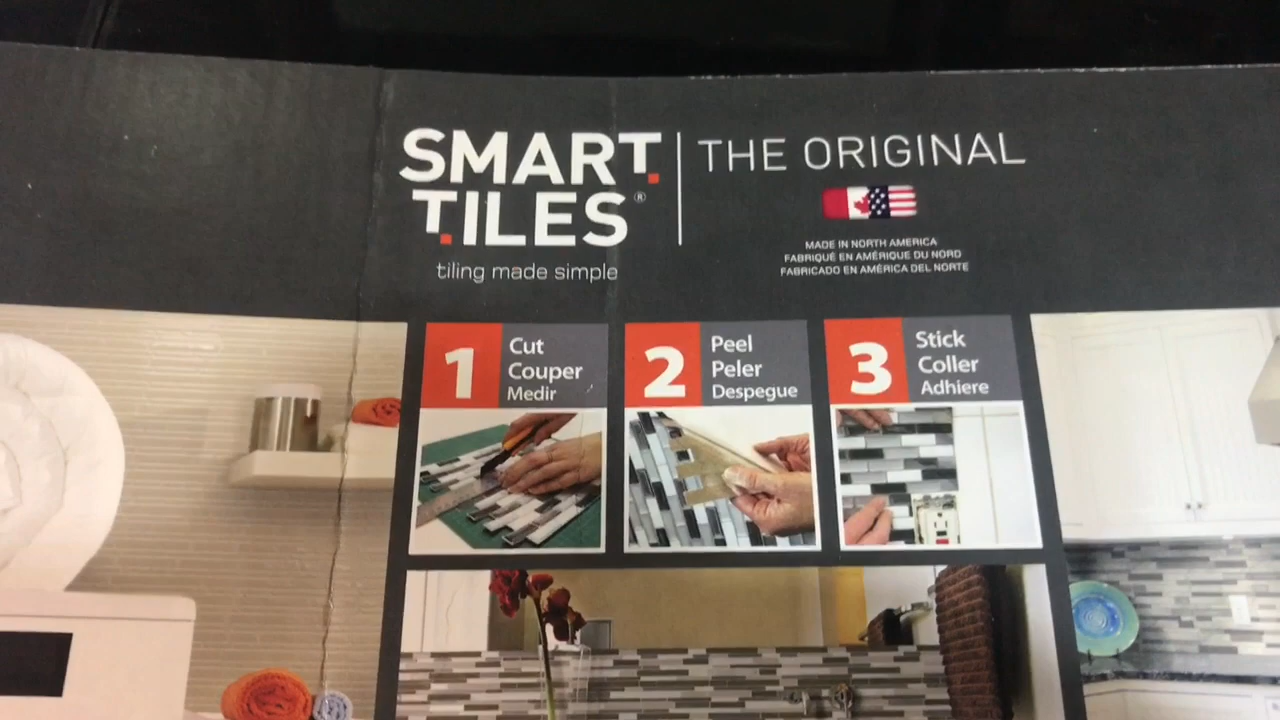 SMART
TILES®
tiling made simple
THE ORIGINAL
MADE IN NORTH AMERICA
FABRIQUÉ EN AMÉRIQUE DU NORD
FABRICADO EN AMÉRICA DEL NORTE
1
Cut
Couper
Medir
2
Peel
Peler
Despegue
3
Stick
Coller
Adhiere